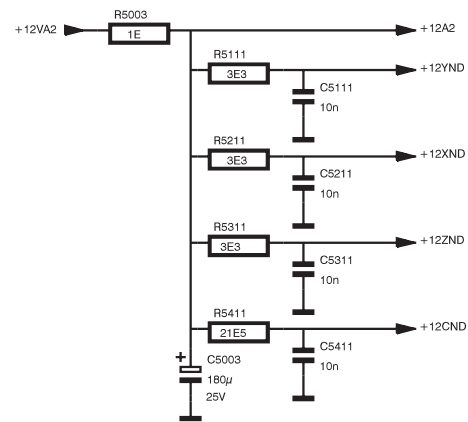 R5003
+12VA2
1E
+12A2
R5111
3E3
+12YND
C5111
10n
R5211
3E3
+12XND
C5211
10n
R5311
3E3
+12ZND
C5311
10n
R5411
21E5
+12CND
C5411
10n
+
C5003
180µ
25V